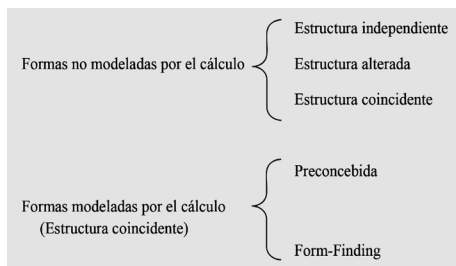 Estructura independiente
Formas no modeladas por el cálculo
Estructura alterada
Estructura coincidente
Preconcebida
Formas modeladas por el cálculo
(Estructura coincidente)
Form-Finding